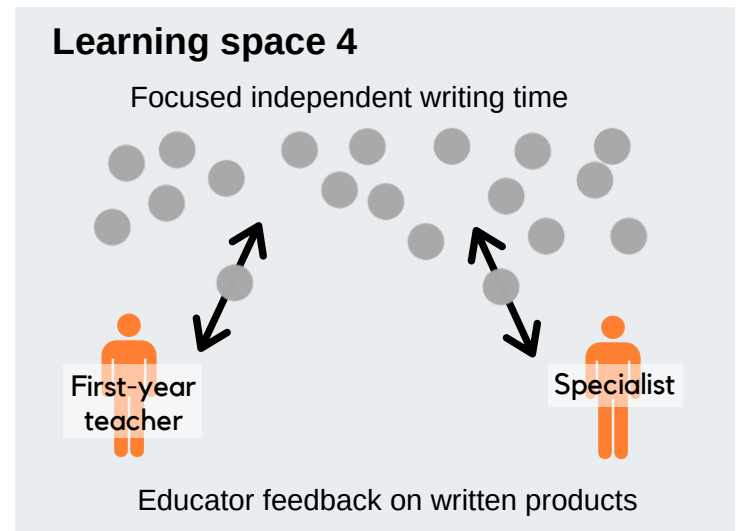 Learning space 4
Focused independent writing time
First-year
teacher
Specialist
Educator feedback on written products